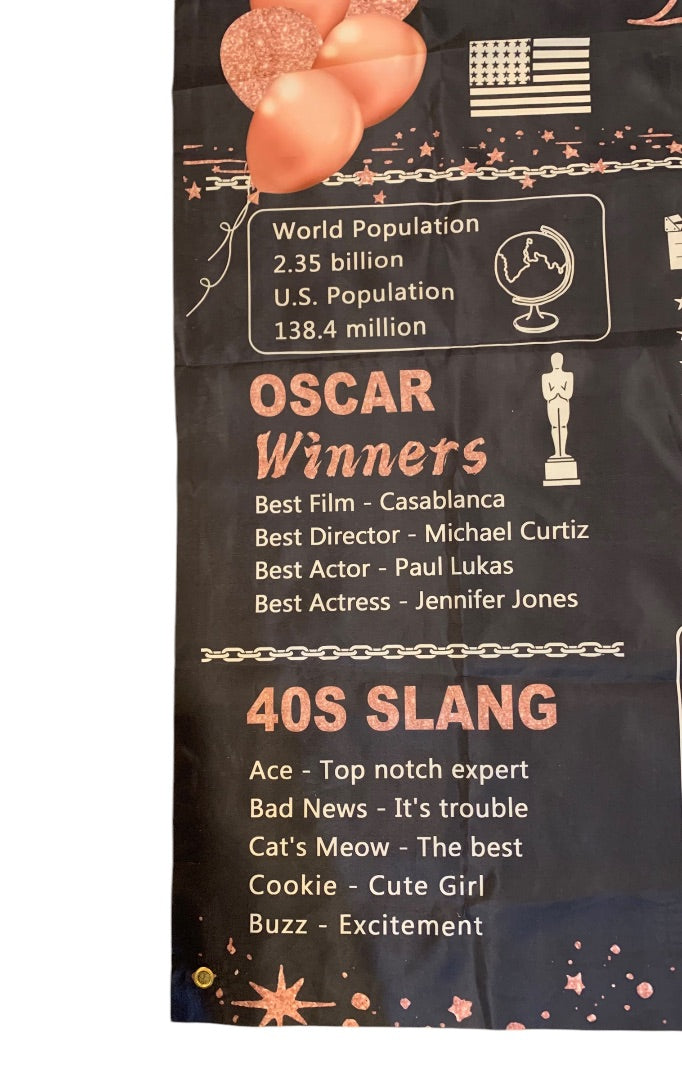 World Population
2.35 billion
U.S. Population
138.4 million
OSCAR
Winners
Best Film - Casablanca
Best Director - Michael Curtiz
Best Actor - Paul Lukas
Best Actress - Jennifer Jones
40S SLANG
Ace - Top notch expert
Bad News - It's trouble
Cat's Meow - The best
Cookie - Cute Girl
Buzz - Excitement